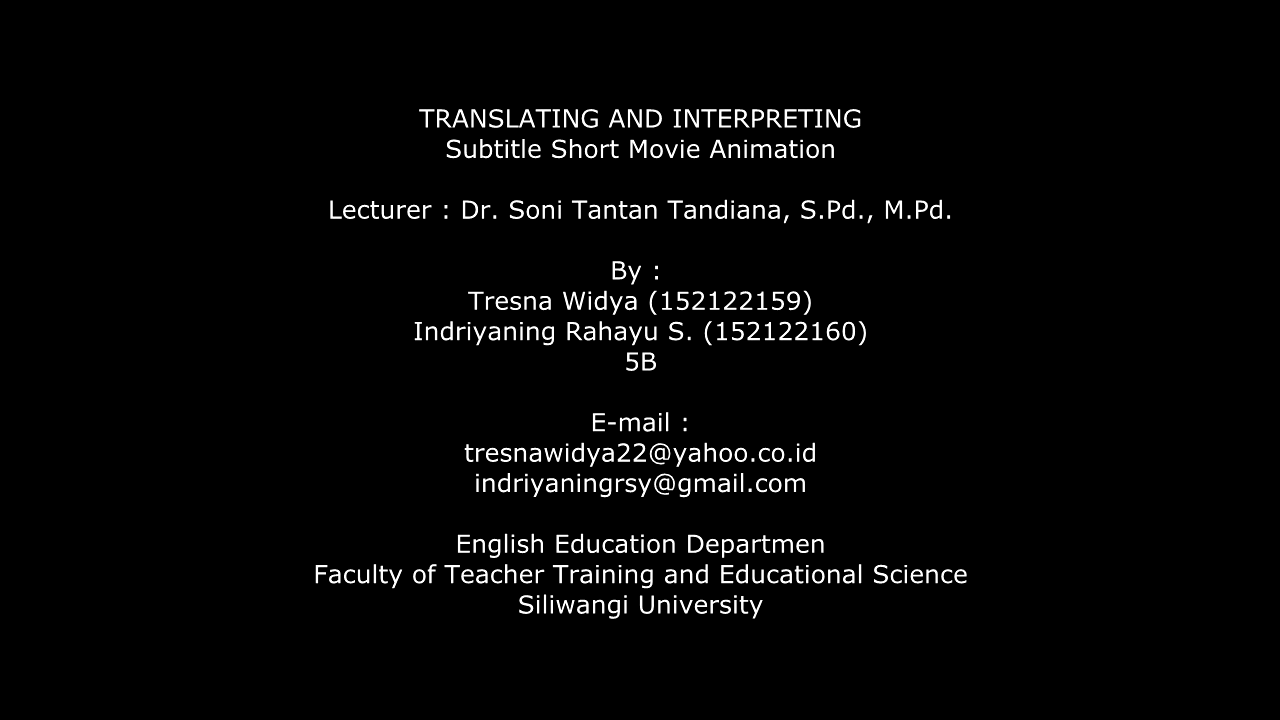 TRANSLATING AND INTERPRETING
Subtitle Short Movie Animation
Lecturer : Dr. Soni Tantan Tandiana, S.Pd., M.Pd.
By :
Tresna Widya (152122159)
Indriyaning Rahayu S. (152122160)
5B
E-mail :
tresnawidya22@yahoo.co.id
indriyaningrsy@gmail.com
English Education Departmen
Faculty of Teacher Training and Educational Science
Siliwangi University